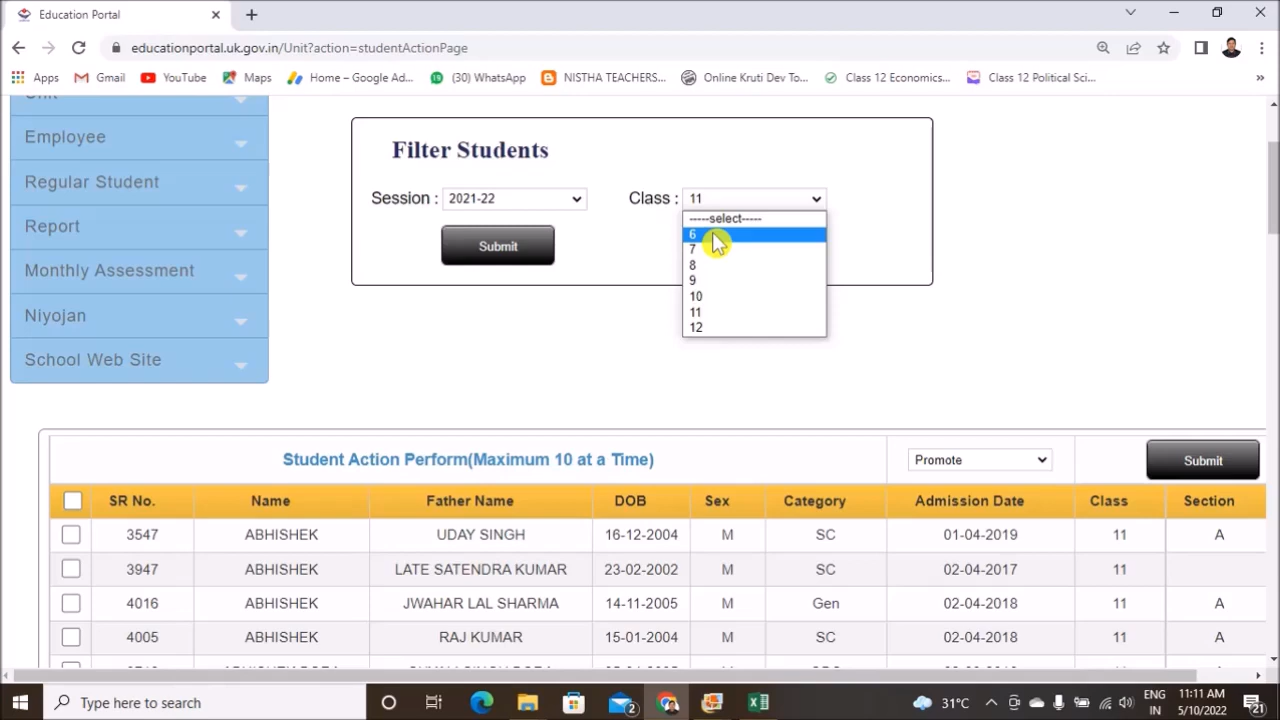 Education Portal
educationportal.uk.gov.in/Unit?action=studentActionPage
Apps Gmail YouTube Maps Home – Google Ad... (30) WhatsApp NISTHA TEACHERS... Online Kruti Dev To... Class 12 Economics... Class 12 Political Sci... »
Unit
Employee
Regular Student
Report
Monthly Assessment
Niyojan
School Web Site
Filter Students
Session : 2021-22 Class : 11
Submit
-----select-----
6
7
8
9
10
11
12
Student Action Perform(Maximum 10 at a Time) Promote Submit
SR No. Name Father Name DOB Sex Category Admission Date Class Section
3547 ABHISHEK UDAY SINGH 16-12-2004 M SC 01-04-2019 11 A
3947 ABHISHEK LATE SATENDRA KUMAR 23-02-2002 M SC 02-04-2017 11
4016 ABHISHEK JWAHAR LAL SHARMA 14-11-2005 M Gen 02-04-2018 11 A
4005 ABHISHEK RAJ KUMAR 15-01-2004 M SC 02-04-2018 11 A
Type here to search
2
31°C
ENG
IN
11:11 AM
5/10/2022
21